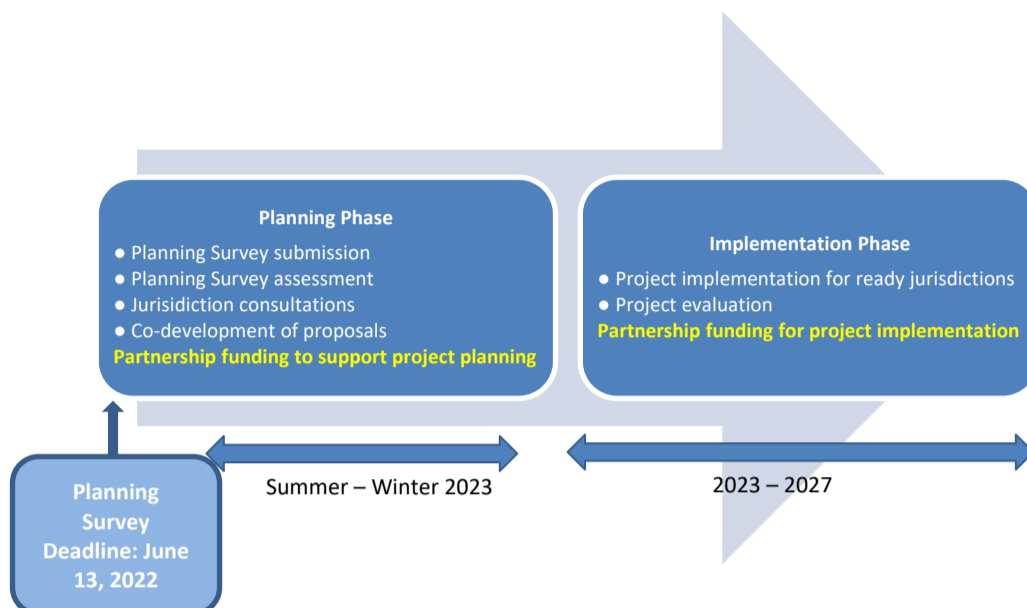 Planning Phase
● Planning Survey submission
● Planning Survey assessment
● Jurisidiction consultations
● Co-development of proposals
Partnership funding to support project planning
Implementation Phase
● Project implementation for ready jurisdictions
● Project evaluation
Partnership funding for project implementation
Summer – Winter 2023
2023 – 2027
Planning
Survey
Deadline: June
13, 2022